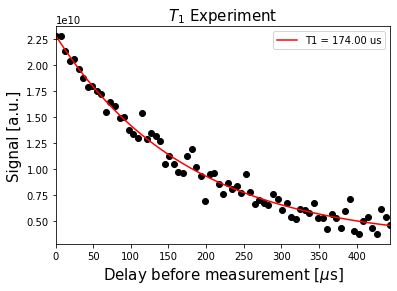 T₁ Experiment
1e10
T1 = 174.00 us
2.25
2.00
1.75
1.50
1.25
1.00
0.75
0.50
Signal [a.u.]
0 50 100 150 200 250 300 350 400
Delay before measurement [μs]